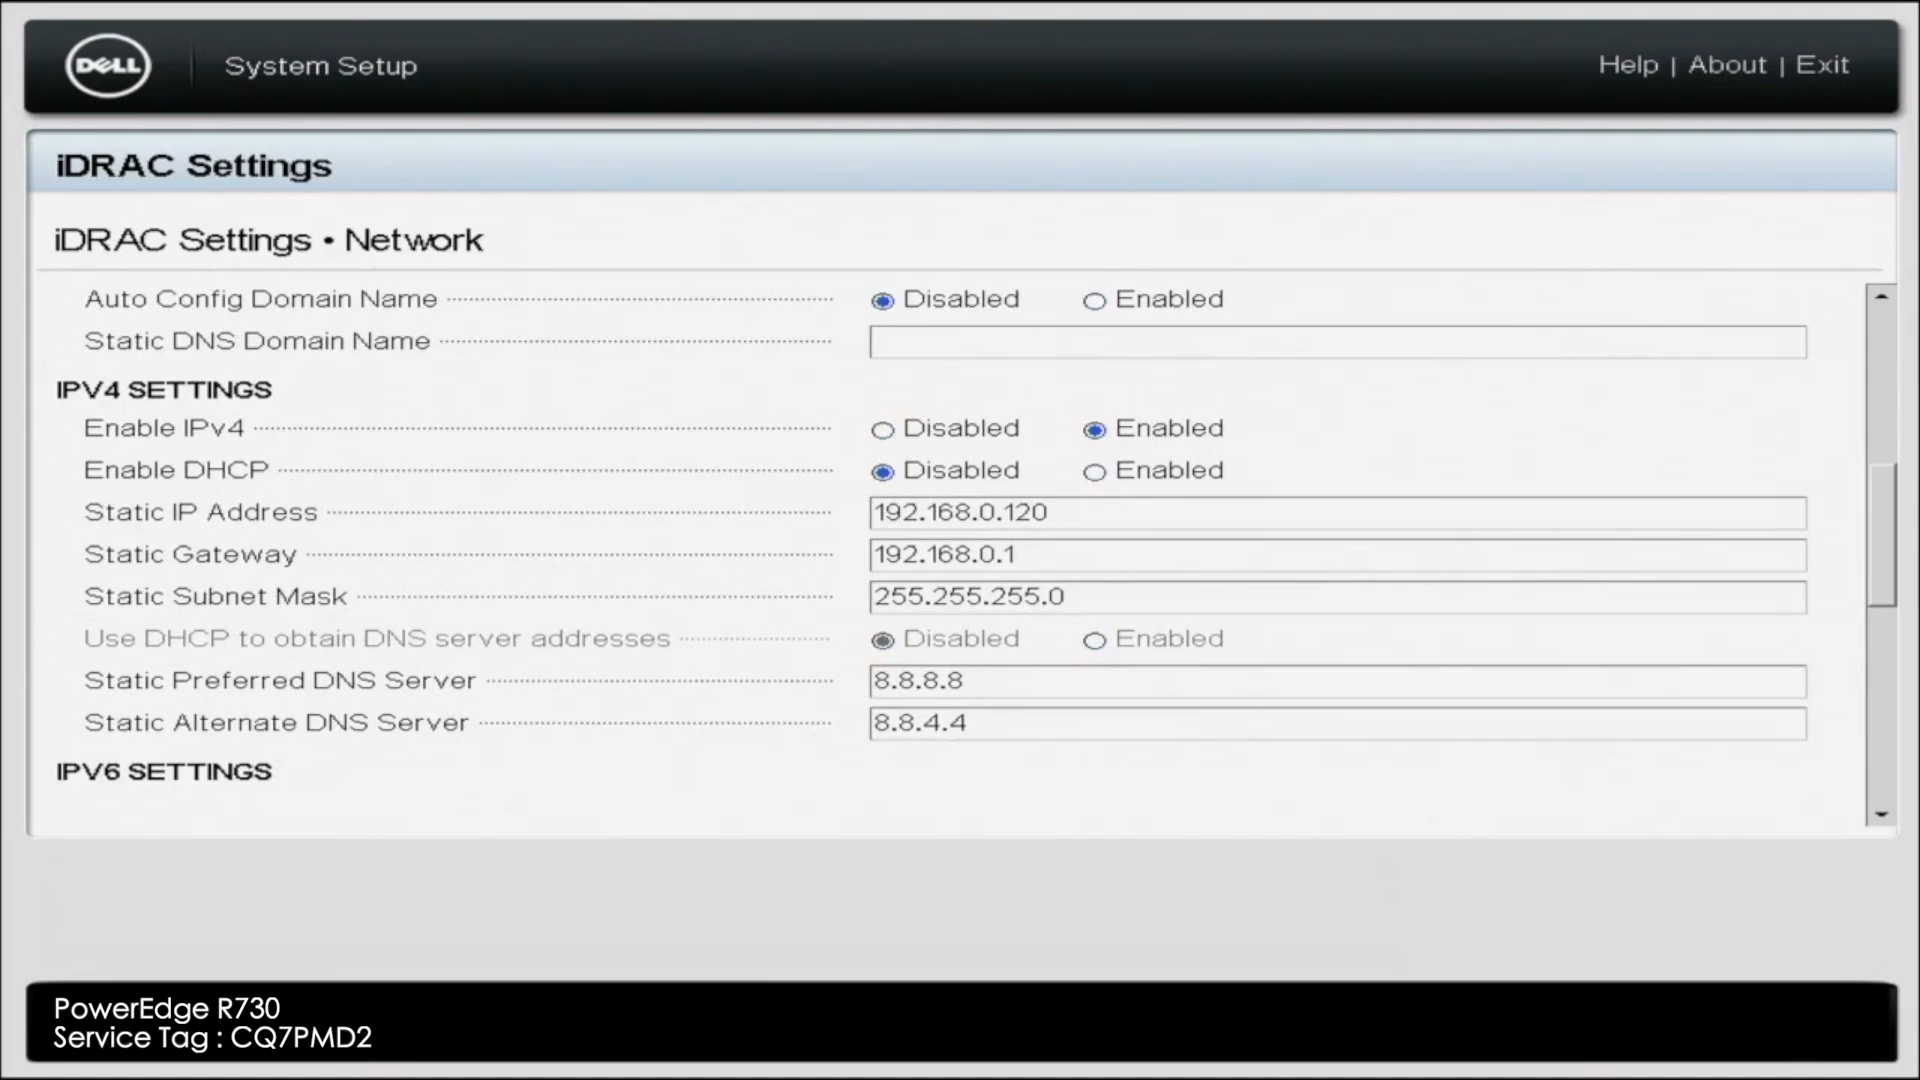 DELL
System Setup
Help | About | Exit
iDRAC Settings
iDRAC Settings • Network
Auto Config Domain Name Disabled Enabled
Static DNS Domain Name
IPV4 SETTINGS
Enable IPv4 Disabled Enabled
Enable DHCP Disabled Enabled
Static IP Address 192.168.0.120
Static Gateway 192.168.0.1
Static Subnet Mask 255.255.255.0
Use DHCP to obtain DNS server addresses Disabled Enabled
Static Preferred DNS Server 8.8.8.8
Static Alternate DNS Server 8.8.4.4
IPV6 SETTINGS
PowerEdge R730
Service Tag : CQ7PMD2